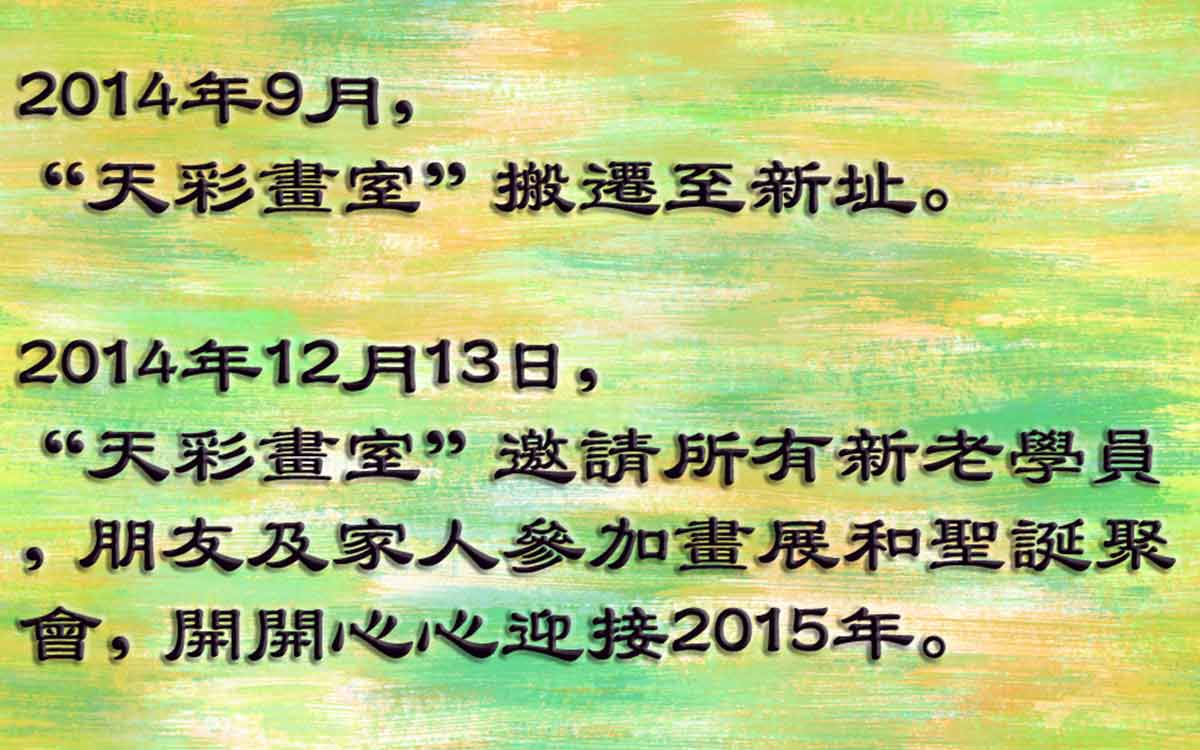 2014年9月，
“天彩畫室”搬遷至新址。
2014年12月13日，
“天彩畫室”邀請所有新老學員
，朋友及家人參加畫展和聖誕聚
會，開開心心迎接2015年。